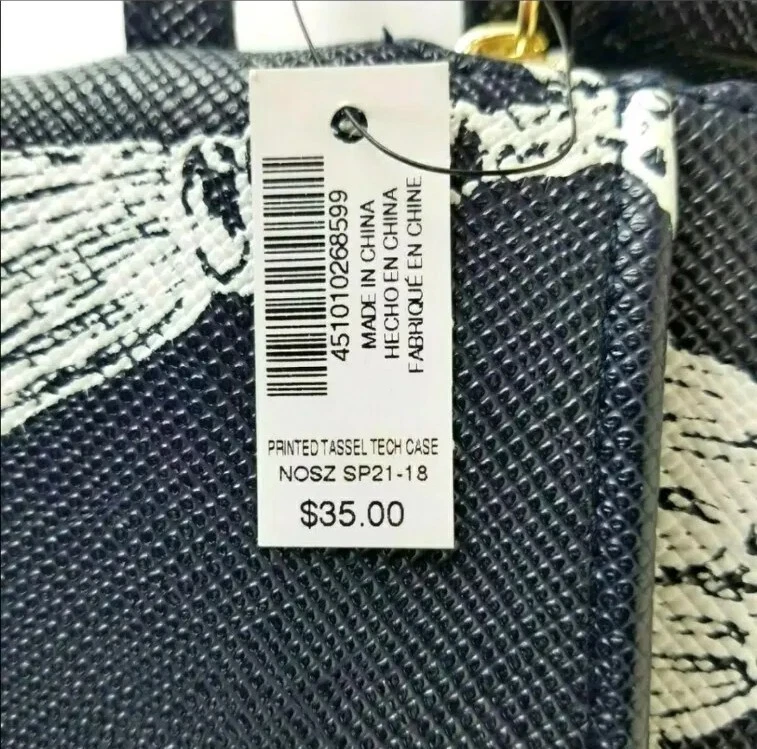 451010268599
MADE IN CHINA
HECHO EN CHINA
FABRIQUÉ EN CHINE
PRINTED TASSEL TECH CASE
NOSZ SP21-18
$35.00